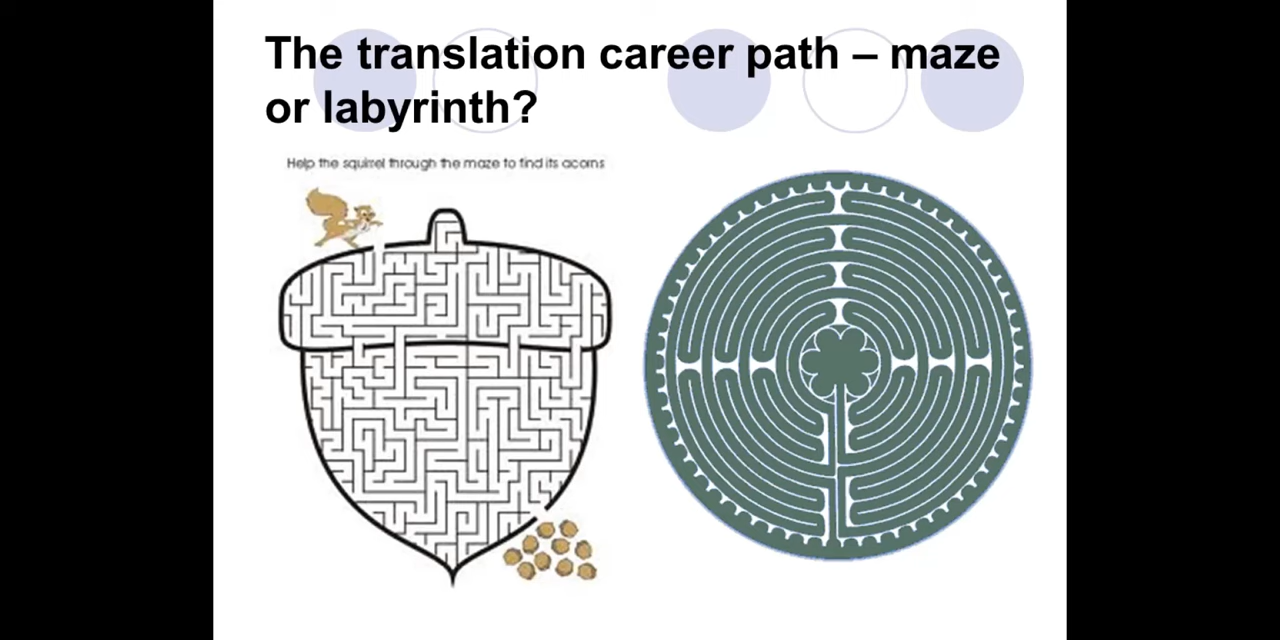 The translation career path – maze
or labyrinth?
Help the squirrel through the maze to find its acorns